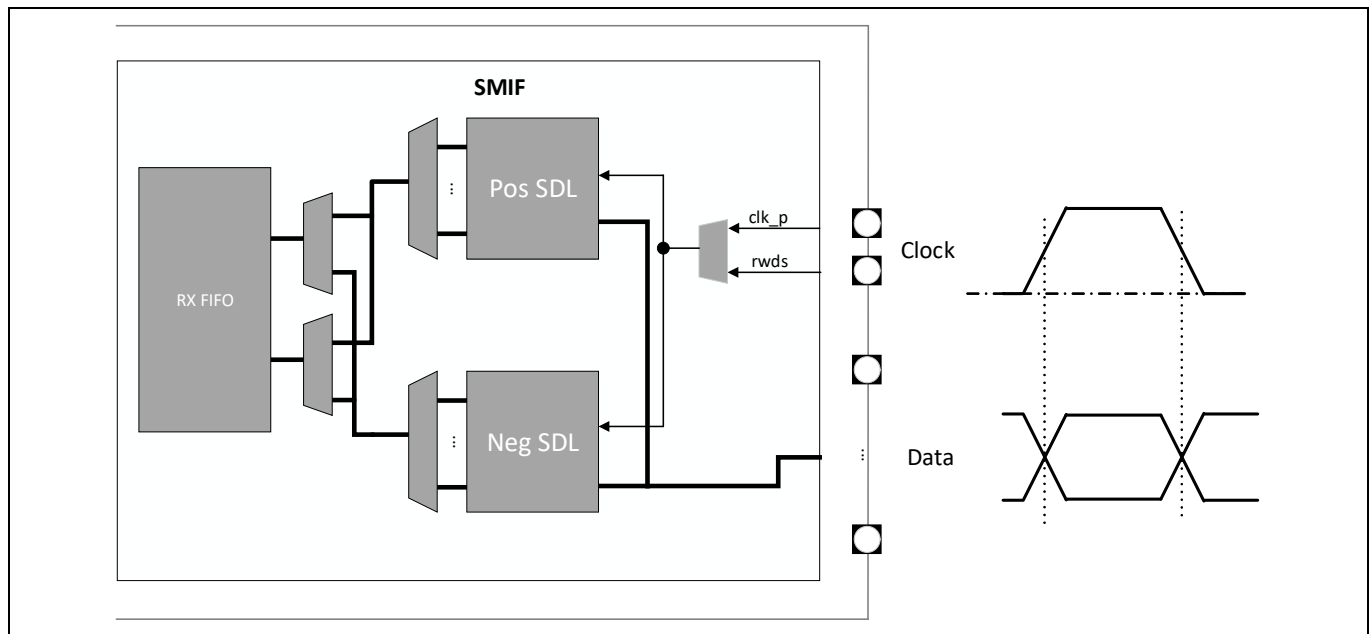 SMIF
Pos SDL
...
clk_p
rwds
Clock
RX FIFO
Neg SDL
...
Data
...